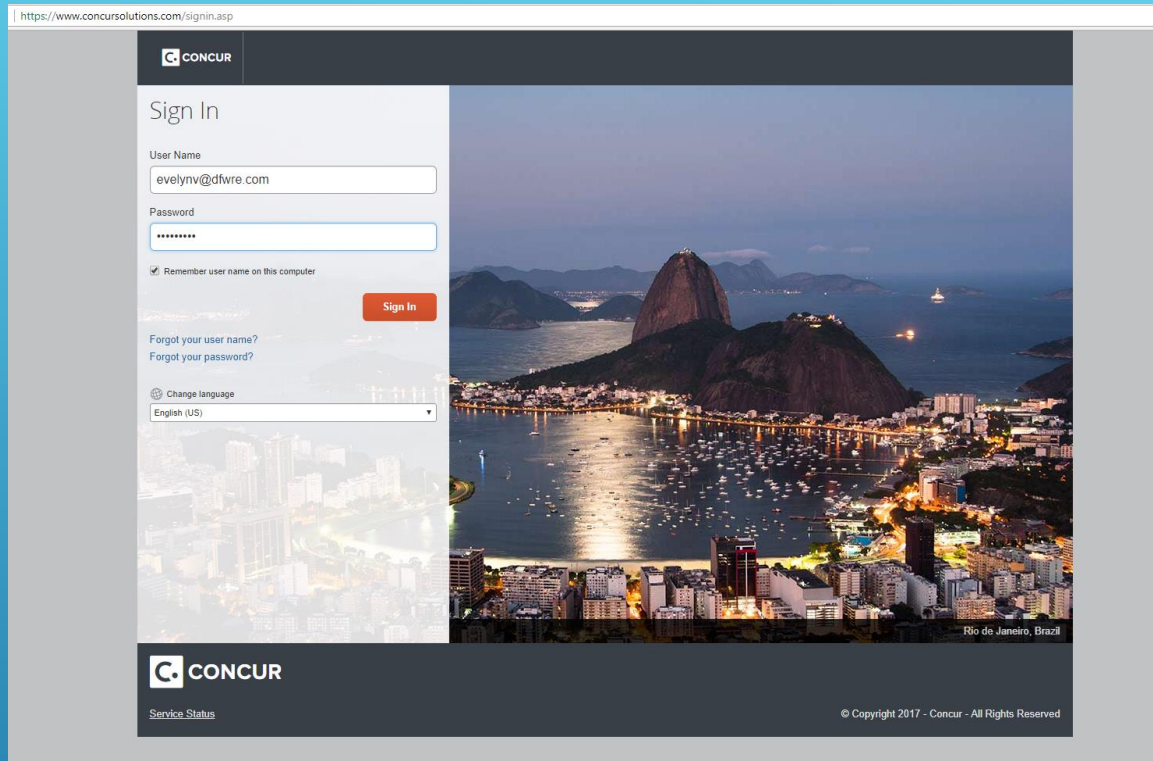 https://www.concursolutions.com/signin.asp
C. CONCUR
Sign In
User Name
evelynv@dfwre.com
Password
•••••••••
Remember user name on this computer
Sign In
Forgot your user name?
Forgot your password?
Change language
English (US)
Rio de Janeiro, Brazil
C. CONCUR
Service Status
© Copyright 2017 - Concur - All Rights Reserved